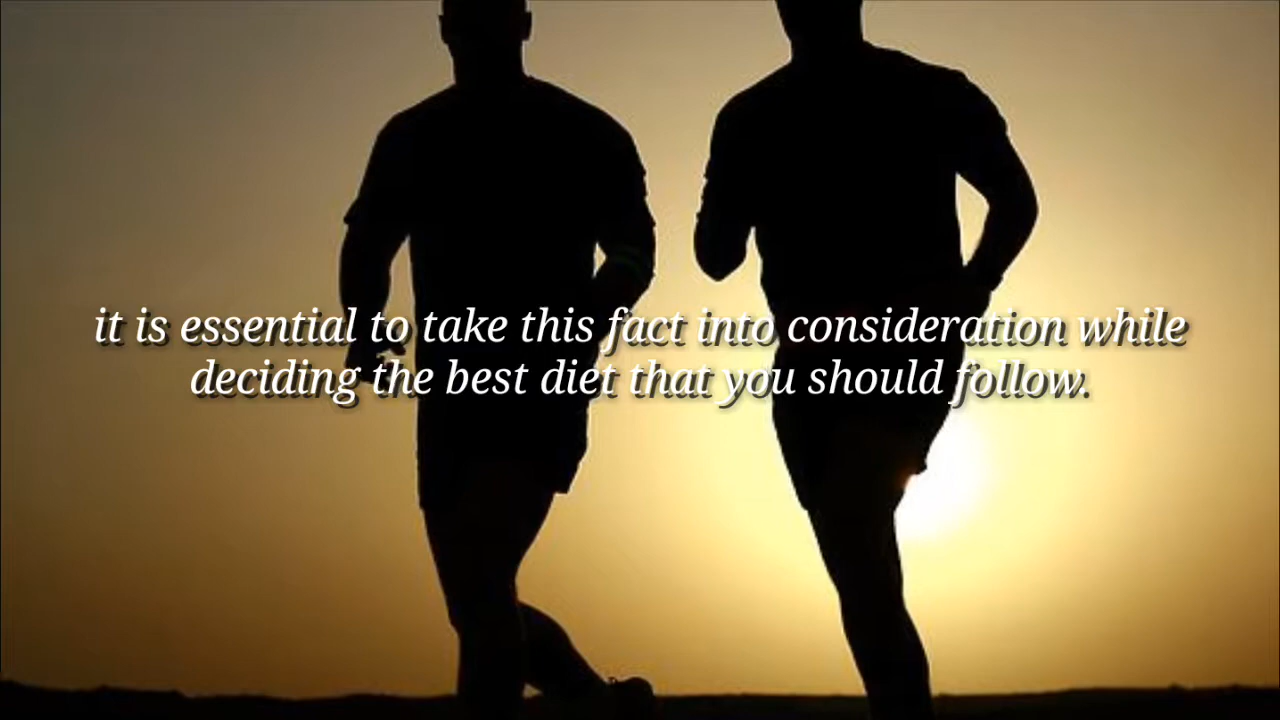 it is essential to take this fact into consideration while
deciding the best diet that you should follow.